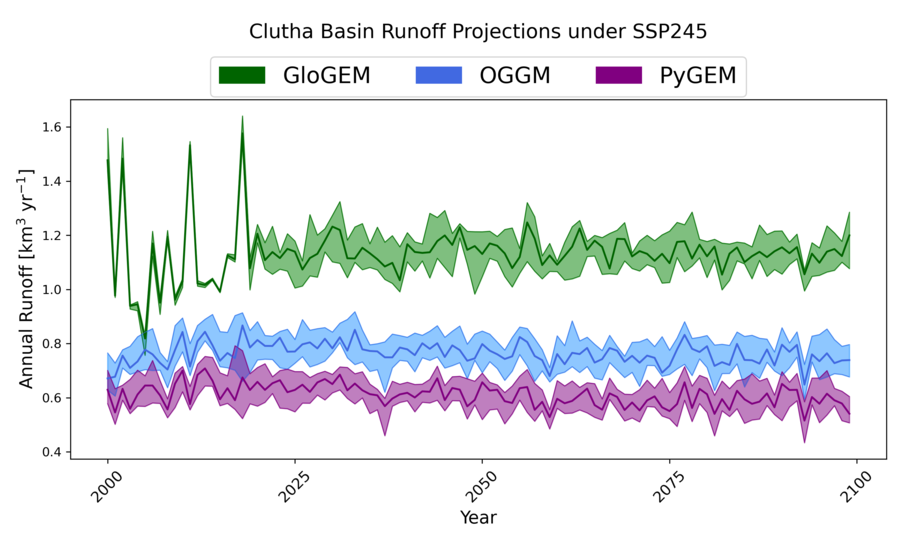 Clutha Basin Runoff Projections under SSP245
GloGEM OGGM PyGEM
Annual Runoff [km³ yr⁻¹]
1.6
1.4
1.2
1.0
0.8
0.6
0.4
2000 2025 2050 2075 2100
Year